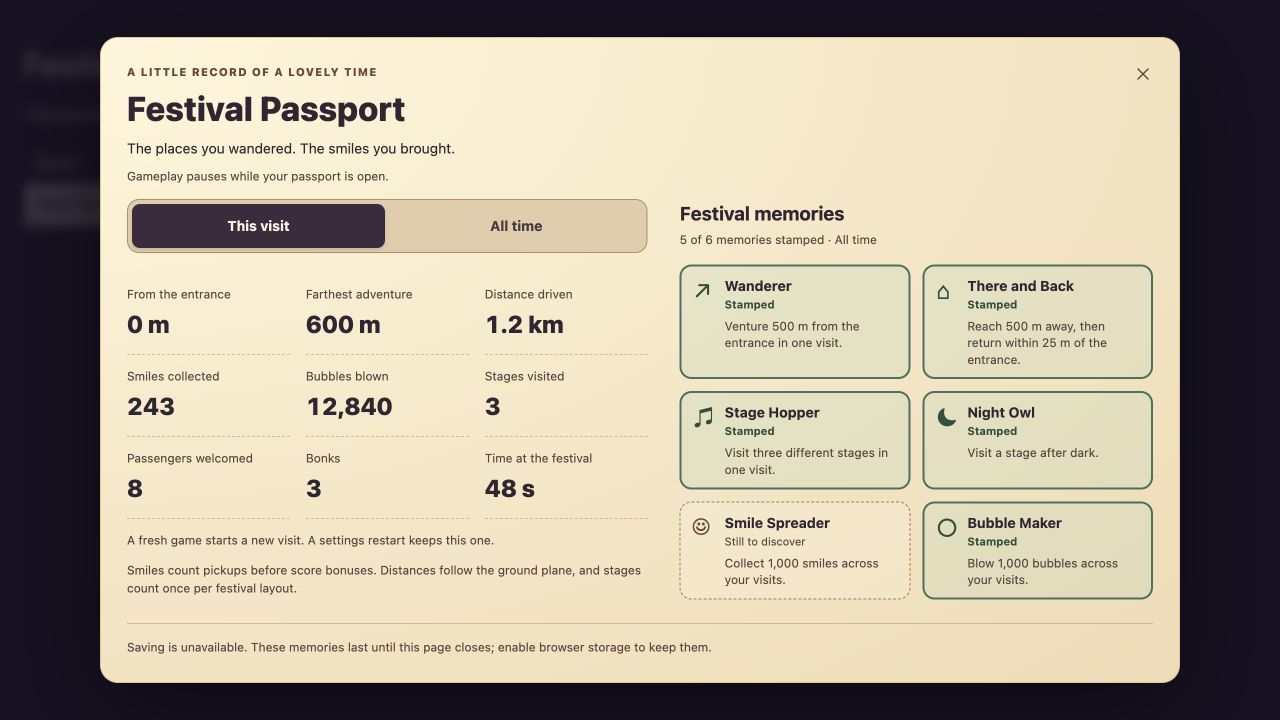 A LITTLE RECORD OF A LOVELY TIME
Festival Passport
The places you wandered. The smiles you brought.
Gameplay pauses while your passport is open.
This visit
All time
From the entrance
0 m
Farthest adventure
600 m
Distance driven
1.2 km
Smiles collected
243
Bubbles blown
12,840
Stages visited
3
Passengers welcomed
8
Bonks
3
Time at the festival
48 s
A fresh game starts a new visit. A settings restart keeps this one.
Smiles count pickups before score bonuses. Distances follow the ground plane, and stages
count once per festival layout.
Festival memories
5 of 6 memories stamped · All time
Wanderer
Stamped
Venture 500 m from the
entrance in one visit.
There and Back
Stamped
Reach 500 m away, then
return within 25 m of the
entrance.
Stage Hopper
Stamped
Visit three different stages in
one visit.
Night Owl
Stamped
Visit a stage after dark.
Smile Spreader
Still to discover
Collect 1,000 smiles across
your visits.
Bubble Maker
Stamped
Blow 1,000 bubbles across
your visits.
Saving is unavailable. These memories last until this page closes; enable browser storage to keep them.